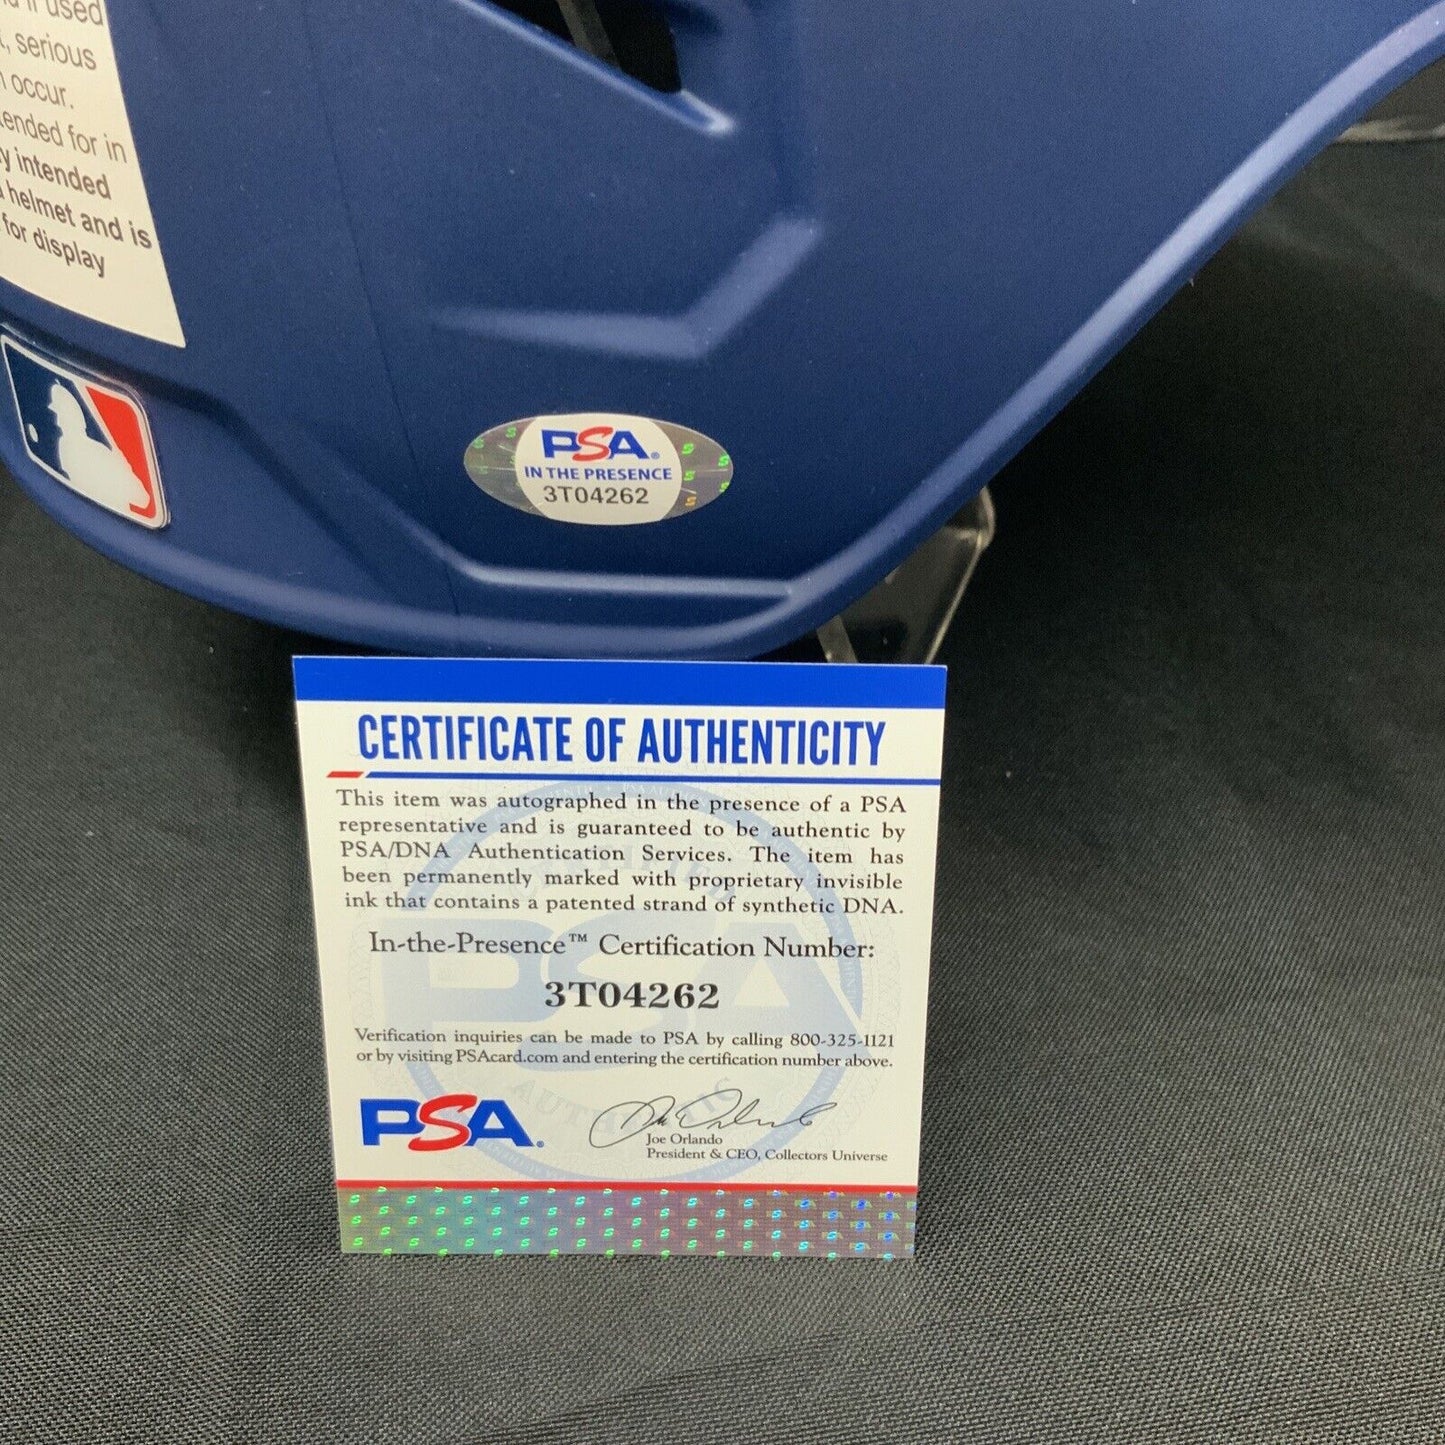 used
serious
occur.
for in
intended
helmet and is
for display
PSA®
IN THE PRESENCE
3T04262
CERTIFICATE OF AUTHENTICITY
This item was autographed in the presence of a PSA
representative and is guaranteed to be authentic by
PSA/DNA Authentication Services. The item has
been permanently marked with proprietary invisible
ink that contains a patented strand of synthetic DNA.
In-the-Presence™ Certification Number:
3T04262
Verification inquiries can be made to PSA by calling 800-325-1121
or by visiting PSAcard.com and entering the certification number above.
PSA®
Joe Orlando
President & CEO, Collectors Universe